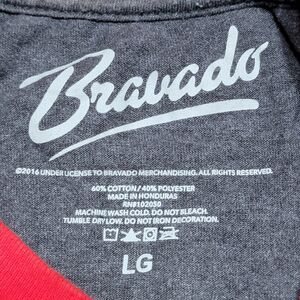 Bravado
©2016 UNDER LICENSE TO BRAVADO MERCHANDISING. ALL RIGHTS RESERVED.
60% COTTON / 40% POLYESTER
MADE IN HONDURAS
RN#102050
MACHINE WASH COLD. DO NOT BLEACH.
TUMBLE DRY LOW. DO NOT IRON DECORATION.
LG